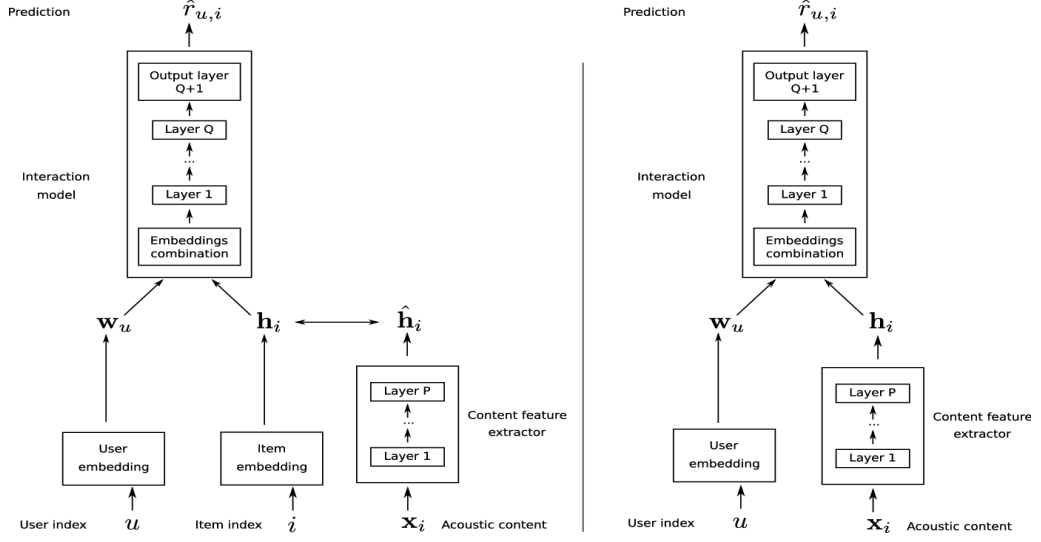 Prediction
r̂u,i
Output layer
Q+1
Layer Q
...
Layer 1
Interaction
model
Embeddings
combination
wu
hi
ĥi
Layer P
...
Layer 1
Content feature
extractor
User
embedding
Item
embedding
User index
u
Item index
i
xi
Acoustic content
Prediction
r̂u,i
Output layer
Q+1
Layer Q
...
Layer 1
Interaction
model
Embeddings
combination
wu
hi
Layer P
...
Layer 1
Content feature
extractor
User
embedding
User index
u
xi
Acoustic content